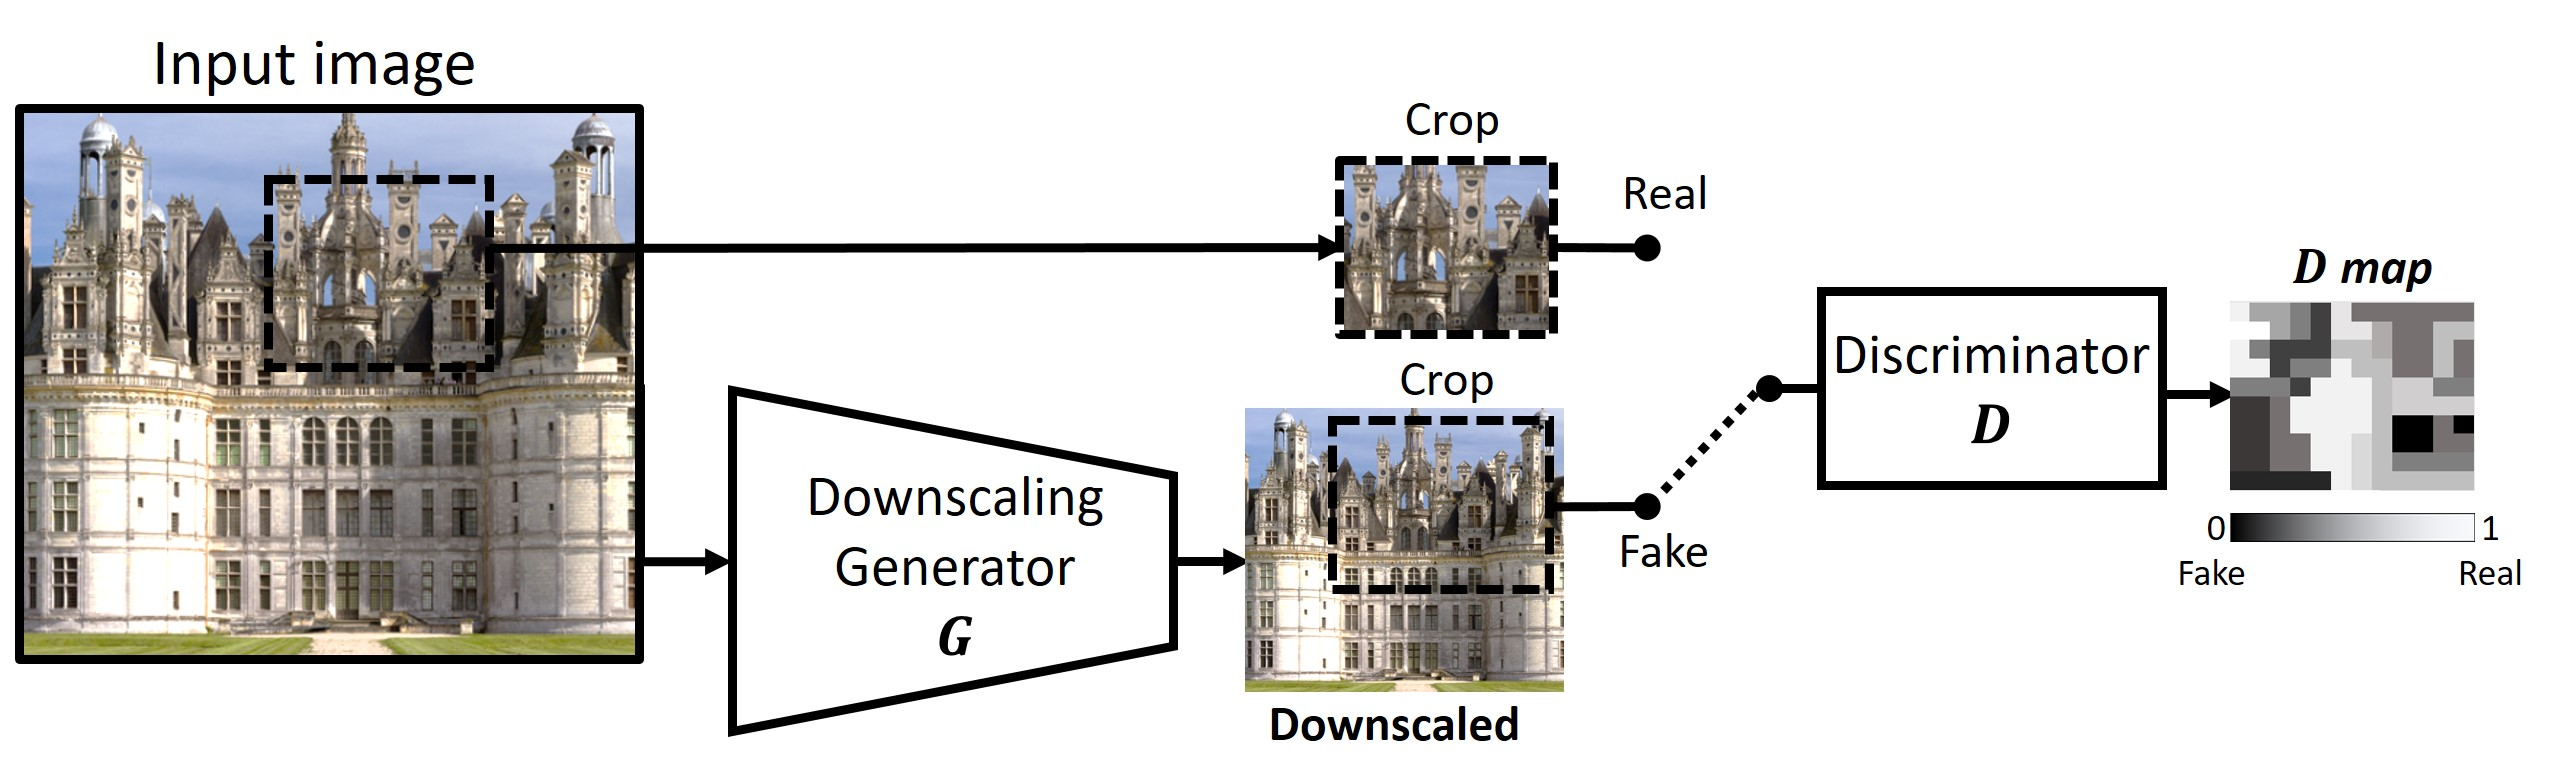 Input image
Crop
Real
Crop
Downscaling
Generator
G
Downscaled
Fake
Discriminator
D
D map
0 1
Fake Real